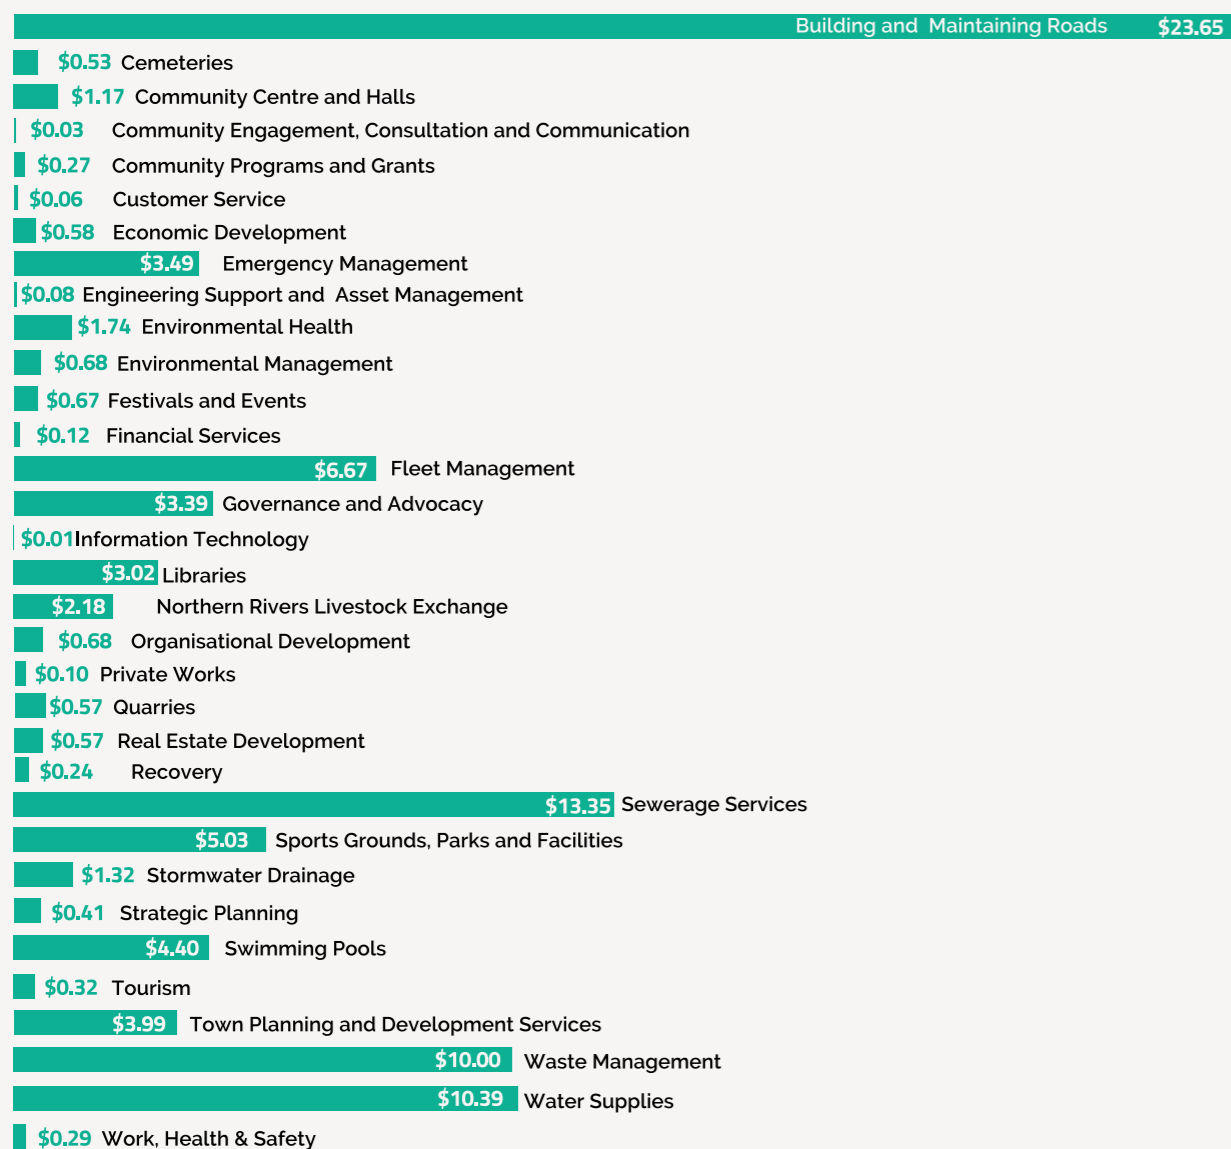 Building and Maintaining Roads $23.65
$0.53 Cemeteries
$1.17 Community Centre and Halls
$0.03 Community Engagement, Consultation and Communication
$0.27 Community Programs and Grants
$0.06 Customer Service
$0.58 Economic Development
$3.49 Emergency Management
$0.08 Engineering Support and Asset Management
$1.74 Environmental Health
$0.68 Environmental Management
$0.67 Festivals and Events
$0.12 Financial Services
$6.67 Fleet Management
$3.39 Governance and Advocacy
$0.01 Information Technology
$3.02 Libraries
$2.18 Northern Rivers Livestock Exchange
$0.68 Organisational Development
$0.10 Private Works
$0.57 Quarries
$0.57 Real Estate Development
$0.24 Recovery
$13.35 Sewerage Services
$5.03 Sports Grounds, Parks and Facilities
$1.32 Stormwater Drainage
$0.41 Strategic Planning
$4.40 Swimming Pools
$0.32 Tourism
$3.99 Town Planning and Development Services
$10.00 Waste Management
$10.39 Water Supplies
$0.29 Work, Health & Safety